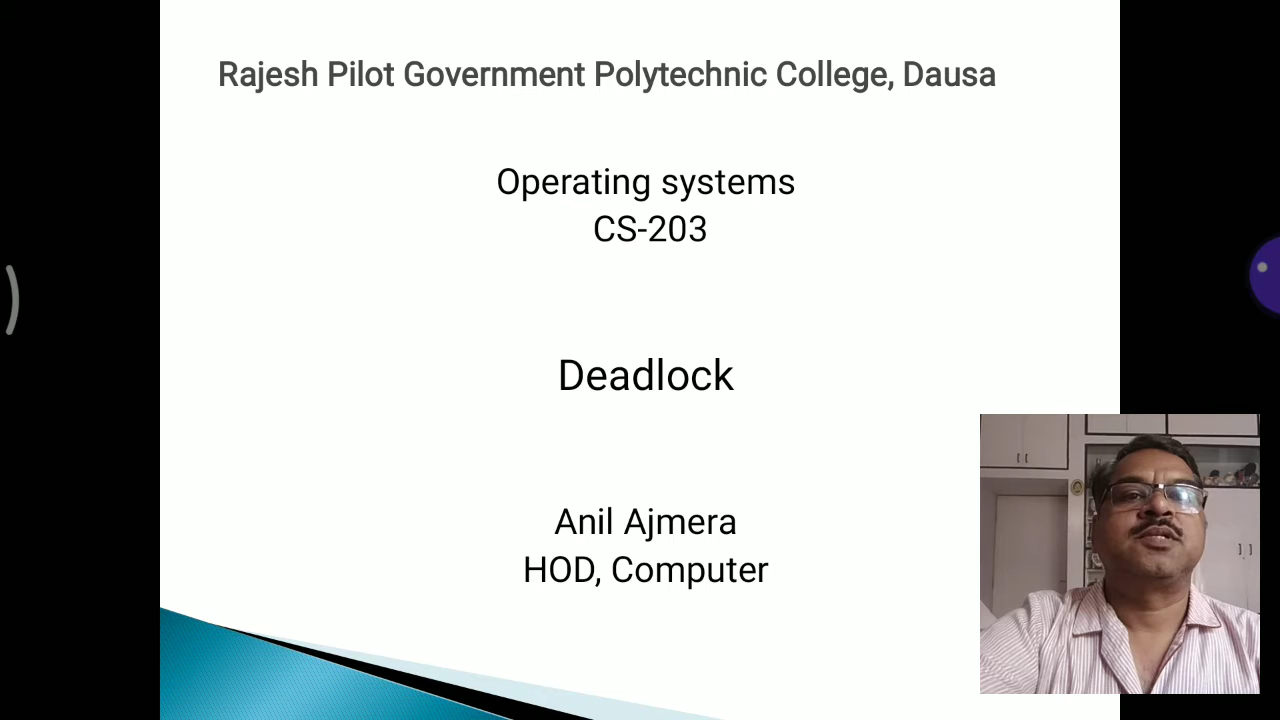 Rajesh Pilot Government Polytechnic College, Dausa
Operating systems
CS-203
Deadlock
Anil Ajmera
HOD, Computer